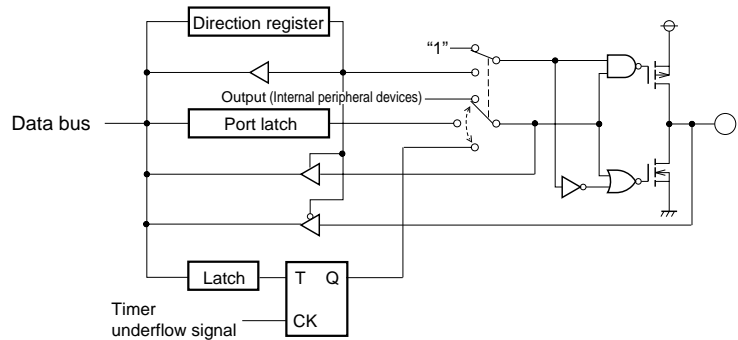 Direction register
“1”
Output (Internal peripheral devices)
Data bus
Port latch
Latch
T Q
CK
Timer
underflow signal